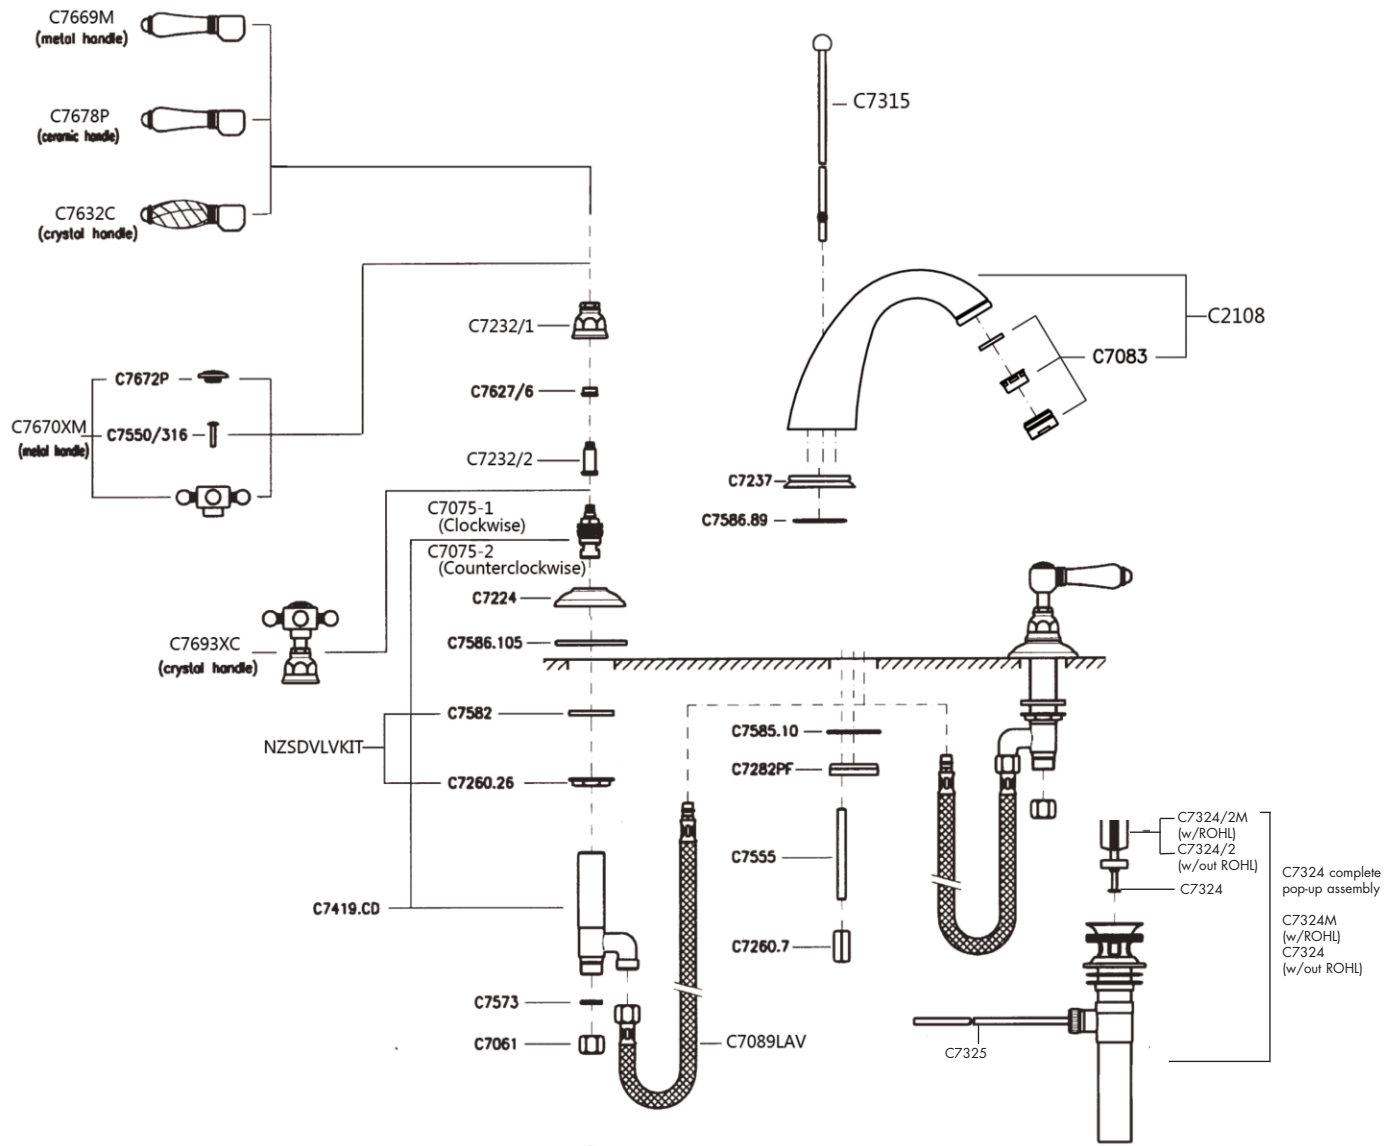 C7669M
(metal handle)
C7678P
(ceramic handle)
C7632C
(crystal handle)
C7315
C2108
C7083
C7232/1
C7672P
C7627/6
C7670XM
(metal handle)
C7550/316
C7232/2
C7237
C7586.89
C7075-1
(Clockwise)
C7075-2
(Counterclockwise)
C7224
C7693XC
(crystal handle)
C7586.105
C7582
NZSDVLVKIT
C7260.26
C7585.10
C7282PF
C7555
C7419.CD
C7260.7
C7573
C7061
C7089LAV
C7324/2M
(w/ROHL)
C7324/2
(w/out ROHL)
C7324
C7324 complete
pop-up assembly
C7324M
(w/ROHL)
C7324
(w/out ROHL)
C7325